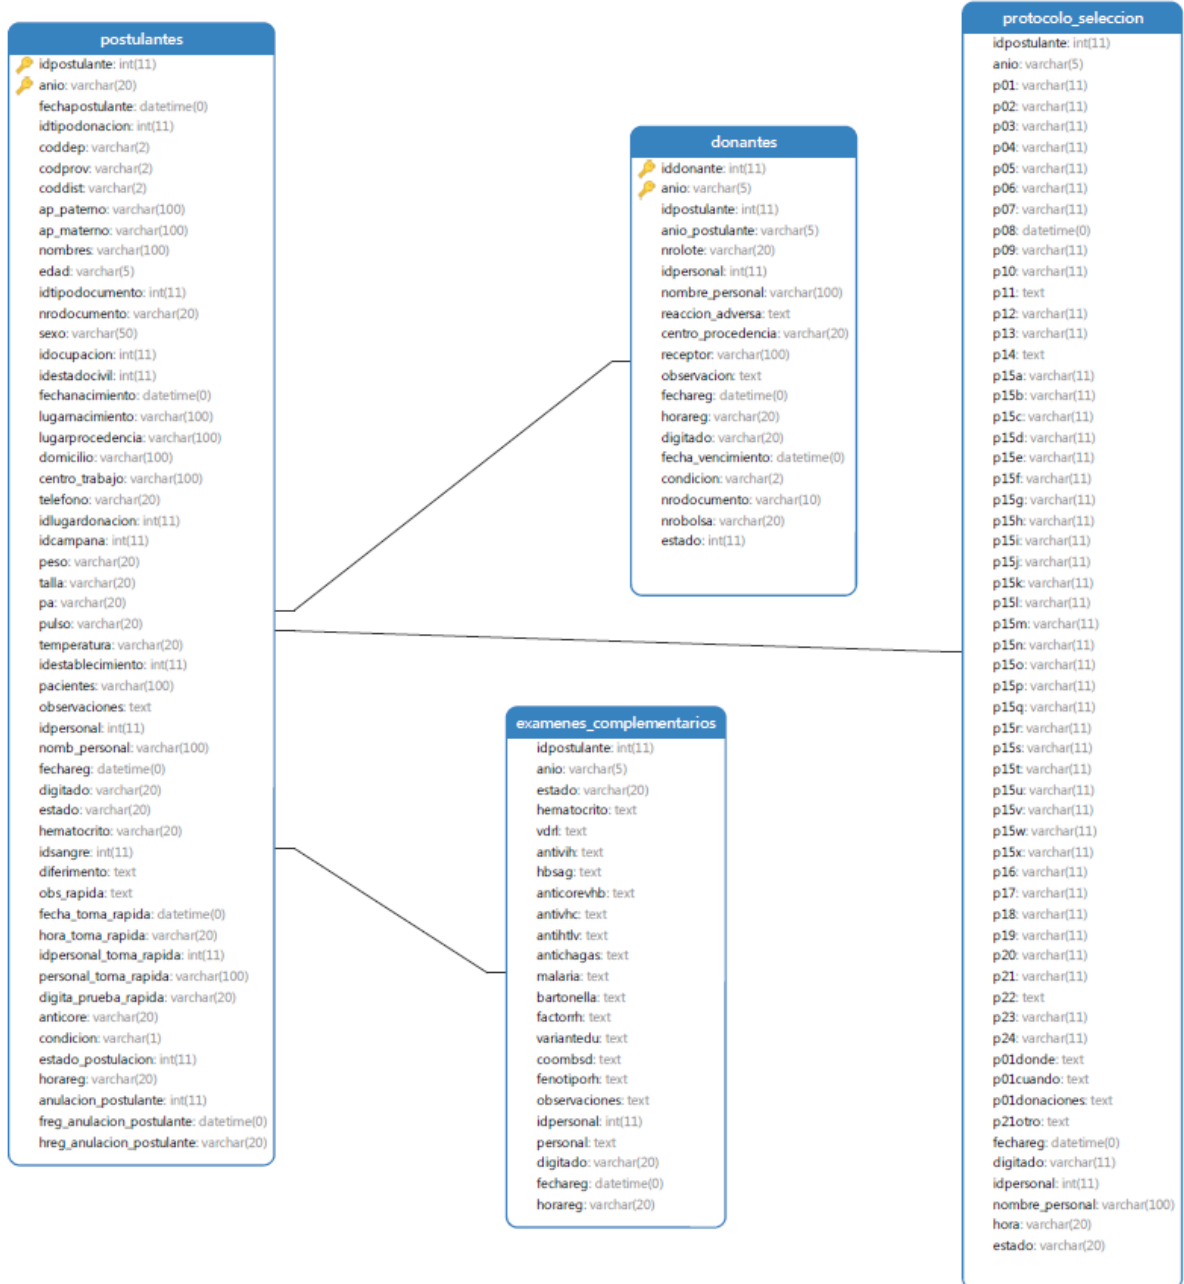 postulantes
idpostulante: int(11)
anio: varchar(20)
fechapostulante: datetime(0)
idtipodonacion: int(11)
coddep: varchar(2)
codprov: varchar(2)
coddist: varchar(2)
ap_paterno: varchar(100)
ap_materno: varchar(100)
nombres: varchar(100)
edad: varchar(5)
idtipodocumento: int(11)
nrodocumento: varchar(20)
sexo: varchar(50)
idocupacion: int(11)
idestadocivil: int(11)
fechanacimiento: datetime(0)
lugarnacimiento: varchar(100)
lugarprocedencia: varchar(100)
domicilio: varchar(100)
centro_trabajo: varchar(100)
telefono: varchar(20)
idlugardonacion: int(11)
idcampana: int(11)
peso: varchar(20)
talla: varchar(20)
pa: varchar(20)
pulso: varchar(20)
temperatura: varchar(20)
idestablecimiento: int(11)
pacientes: varchar(100)
observaciones: text
idpersonal: int(11)
nomb_personal: varchar(100)
fechareg: datetime(0)
digitado: varchar(20)
estado: varchar(20)
hematocrito: varchar(20)
idsangre: int(11)
diferimento: text
obs_rapida: text
fecha_toma_rapida: datetime(0)
hora_toma_rapida: varchar(20)
idpersonal_toma_rapida: int(11)
personal_toma_rapida: varchar(100)
digita_prueba_rapida: varchar(20)
anticore: varchar(20)
condicion: varchar(1)
estado_postulacion: int(11)
horareg: varchar(20)
anulacion_postulante: int(11)
freg_anulacion_postulante: datetime(0)
hreg_anulacion_postulante: varchar(20)
donantes
iddonante: int(11)
anio: varchar(5)
idpostulante: int(11)
anio_postulante: varchar(5)
nrolote: varchar(20)
idpersonal: int(11)
nombre_personal: varchar(100)
reaccion_adversa: text
centro_procedencia: varchar(20)
receptor: varchar(100)
observacion: text
fechareg: datetime(0)
horareg: varchar(20)
digitado: varchar(20)
fecha_vencimiento: datetime(0)
condicion: varchar(2)
nrodocumento: varchar(10)
nrobolsa: varchar(20)
estado: int(11)
examenes_complementarios
idpostulante: int(11)
anio: varchar(5)
estado: varchar(20)
hematocrito: text
vdrl: text
antivih: text
hbsag: text
anticorevhb: text
antivhc: text
antihtlv: text
antichagas: text
malaria: text
bartonella: text
factorrh: text
variantedu: text
coombsd: text
fenotiporh: text
observaciones: text
idpersonal: int(11)
personal: text
digitado: varchar(20)
fechareg: datetime(0)
horareg: varchar(20)
protocolo_seleccion
idpostulante: int(11)
anio: varchar(5)
p01: varchar(11)
p02: varchar(11)
p03: varchar(11)
p04: varchar(11)
p05: varchar(11)
p06: varchar(11)
p07: varchar(11)
p08: datetime(0)
p09: varchar(11)
p10: varchar(11)
p11: text
p12: varchar(11)
p13: varchar(11)
p14: text
p15a: varchar(11)
p15b: varchar(11)
p15c: varchar(11)
p15d: varchar(11)
p15e: varchar(11)
p15f: varchar(11)
p15g: varchar(11)
p15h: varchar(11)
p15i: varchar(11)
p15j: varchar(11)
p15k: varchar(11)
p15l: varchar(11)
p15m: varchar(11)
p15n: varchar(11)
p15o: varchar(11)
p15p: varchar(11)
p15q: varchar(11)
p15r: varchar(11)
p15s: varchar(11)
p15t: varchar(11)
p15u: varchar(11)
p15v: varchar(11)
p15w: varchar(11)
p15x: varchar(11)
p16: varchar(11)
p17: varchar(11)
p18: varchar(11)
p19: varchar(11)
p20: varchar(11)
p21: varchar(11)
p22: text
p23: varchar(11)
p24: varchar(11)
p01donde: text
p01cuando: text
p01donaciones: text
p21otro: text
fechareg: datetime(0)
digitado: varchar(11)
idpersonal: int(11)
nombre_personal: varchar(100)
hora: varchar(20)
estado: varchar(20)